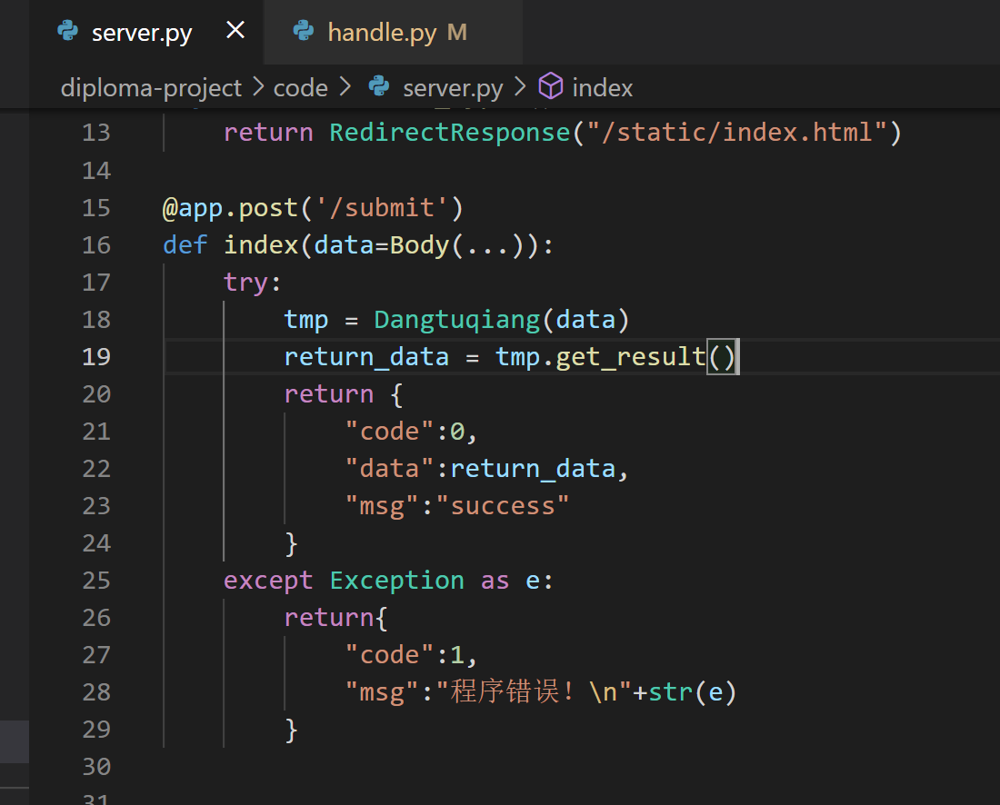 server.py × handle.py M
diploma-project > code > server.py > index
13 return RedirectResponse("/static/index.html")
14
15 @app.post('/submit')
16 def index(data=Body(...)):
17 try:
18 tmp = Dangtuqiang(data)
19 return_data = tmp.get_result()
20 return {
21 "code":0,
22 "data":return_data,
23 "msg":"success"
24 }
25 except Exception as e:
26 return{
27 "code":1,
28 "msg":"程序错误！\n"+str(e)
29 }
30
31